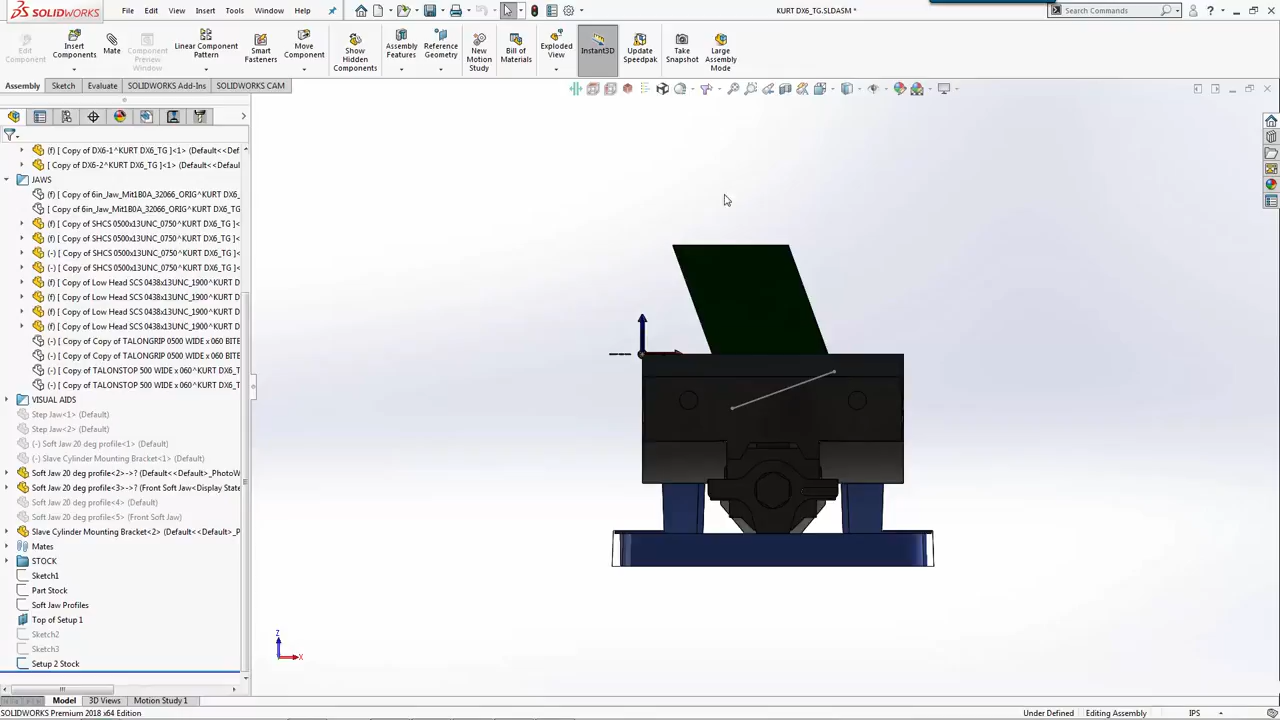 SOLIDWORKS
File
Edit
View
Insert
Tools
Window
Help
KURT DX6_TG.SLDASM *
Search Commands
Edit Component
Insert Components
Mate
Component Preview Window
Linear Component Pattern
Smart Fasteners
Move Component
Show Hidden Components
Assembly Features
Reference Geometry
New Motion Study
Bill of Materials
Exploded View
Instant3D
Update Speedpak
Take Snapshot
Large Assembly Mode
Assembly
Sketch
Evaluate
SOLIDWORKS Add-Ins
SOLIDWORKS CAM
(f) [ Copy of DX6-1^KURT DX6_TG ]<1> (Default<<Def
[ Copy of DX6-2^KURT DX6_TG ]<1> (Default<<Defau
JAWS
(f) [ Copy of 6in_Jaw_Mit1B0A_32066_ORIG^KURT DX6_
[ Copy of 6in_Jaw_Mit1B0A_32066_ORIG^KURT DX6_TG
(f) [ Copy of SHCS 0500x13UNC_0750^KURT DX6_TG ]<
(f) [ Copy of SHCS 0500x13UNC_0750^KURT DX6_TG ]<
(-) [ Copy of SHCS 0500x13UNC_0750^KURT DX6_TG ]<
(-) [ Copy of SHCS 0500x13UNC_0750^KURT DX6_TG ]<
(f) [ Copy of Low Head SCS 0438x13UNC_1900^KURT D
(f) [ Copy of Low Head SCS 0438x13UNC_1900^KURT D
(f) [ Copy of Low Head SCS 0438x13UNC_1900^KURT D
(f) [ Copy of Low Head SCS 0438x13UNC_1900^KURT D
(-) [ Copy of TALONGRIP 0500 WIDE x 060 BITE
(-) [ Copy of TALONGRIP 0500 WIDE x 060 BITE
(-) [ Copy of TALONSTOP 500 WIDE x 060^KURT DX6_T
(-) [ Copy of TALONSTOP 500 WIDE x 060^KURT DX6_T
VISUAL AIDS
Step Jaw<1> (Default)
Step Jaw<2> (Default)
(-) Soft Jaw 20 deg profile<1> (Default)
(-) Slave Cylinder Mounting Bracket<1> (Default)
Soft Jaw 20 deg profile<2>->? (Default<<Default>_PhotoW
Soft Jaw 20 deg profile<3>->? (Front Soft Jaw<Display State
Soft Jaw 20 deg profile<4> (Default)
Soft Jaw 20 deg profile<5> (Front Soft Jaw)
Slave Cylinder Mounting Bracket<2> (Default<<Default>_P
Mates
STOCK
Sketch1
Part Stock
Soft Jaw Profiles
Top of Setup 1
Sketch2
Sketch3
Setup 2 Stock
Z
X
Model
3D Views
Motion Study 1
SOLIDWORKS Premium 2018 x64 Edition
Under Defined
Editing Assembly
IPS